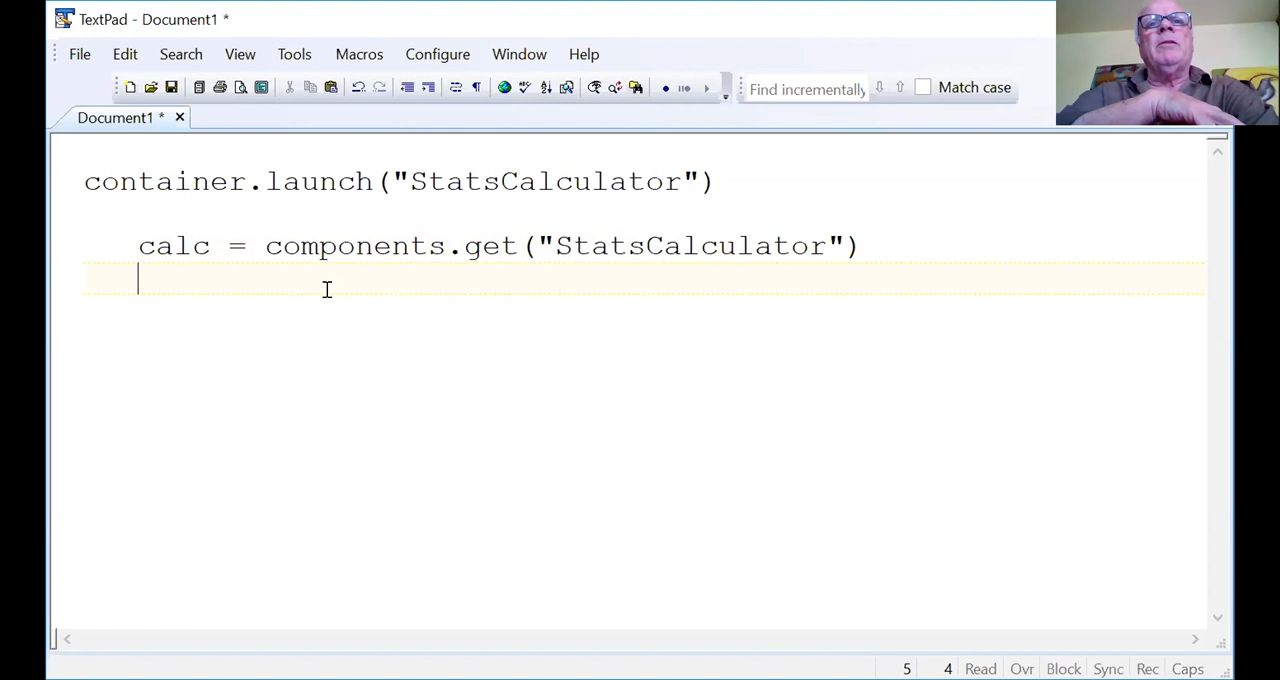 TextPad - Document1 *
File Edit Search View Tools Macros Configure Window Help
Find incrementally Match case
Document1 *
container.launch("StatsCalculator")
calc = components.get("StatsCalculator")
5 4 Read Ovr Block Sync Rec Caps